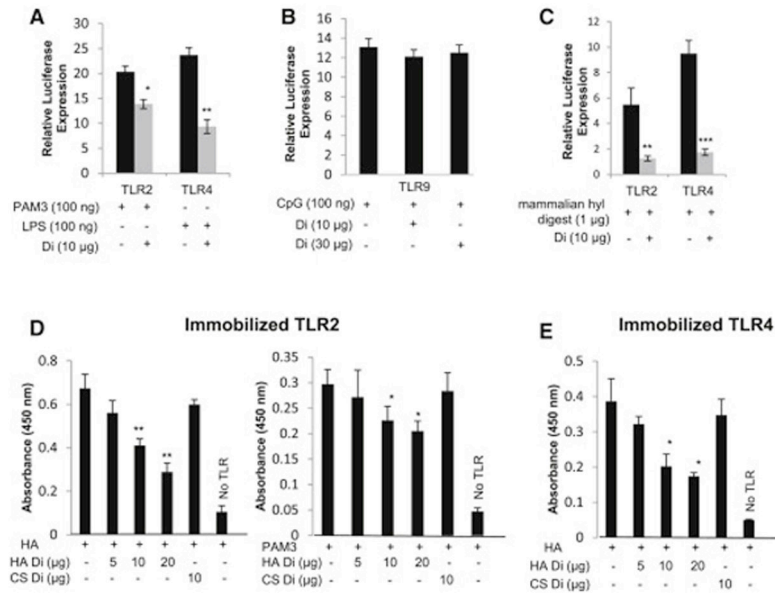 A
Relative Luciferase
Expression
30
25
20
15
10
5
0
*
**
TLR2 TLR4
PAM3 (100 ng) + + - -
LPS (100 ng) - - + +
Di (10 µg) - + - +
B
Relative Luciferase
Expression
16
14
12
10
8
6
4
2
0
TLR9
CpG (100 ng) + + +
Di (10 µg) - + -
Di (30 µg) - - +
C
Relative Luciferase
Expression
12
10
8
6
4
2
0
**
***
TLR2 TLR4
mammalian hyl
digest (1 µg) + + + +
Di (10 µg) - + - +
D
Immobilized TLR2
Absorbance (450 nm)
0.8
0.6
0.4
0.2
0
**
**
No TLR
HA + + + + + +
HA Di (µg) - 5 10 20 - -
CS Di (µg) - - - - 10 -
Absorbance (450 nm)
0.35
0.3
0.25
0.2
0.15
0.1
0.05
0
*
*
No TLR
PAM3 + + + + + +
HA Di (µg) - 5 10 20 - -
CS Di (µg) - - - - 10 -
E
Immobilized TLR4
Absorbance (450 nm)
0.5
0.4
0.3
0.2
0.1
0
*
*
No TLR
HA + + + + + +
HA Di (µg) - 5 10 20 - -
CS Di (µg) - - - - 10 -